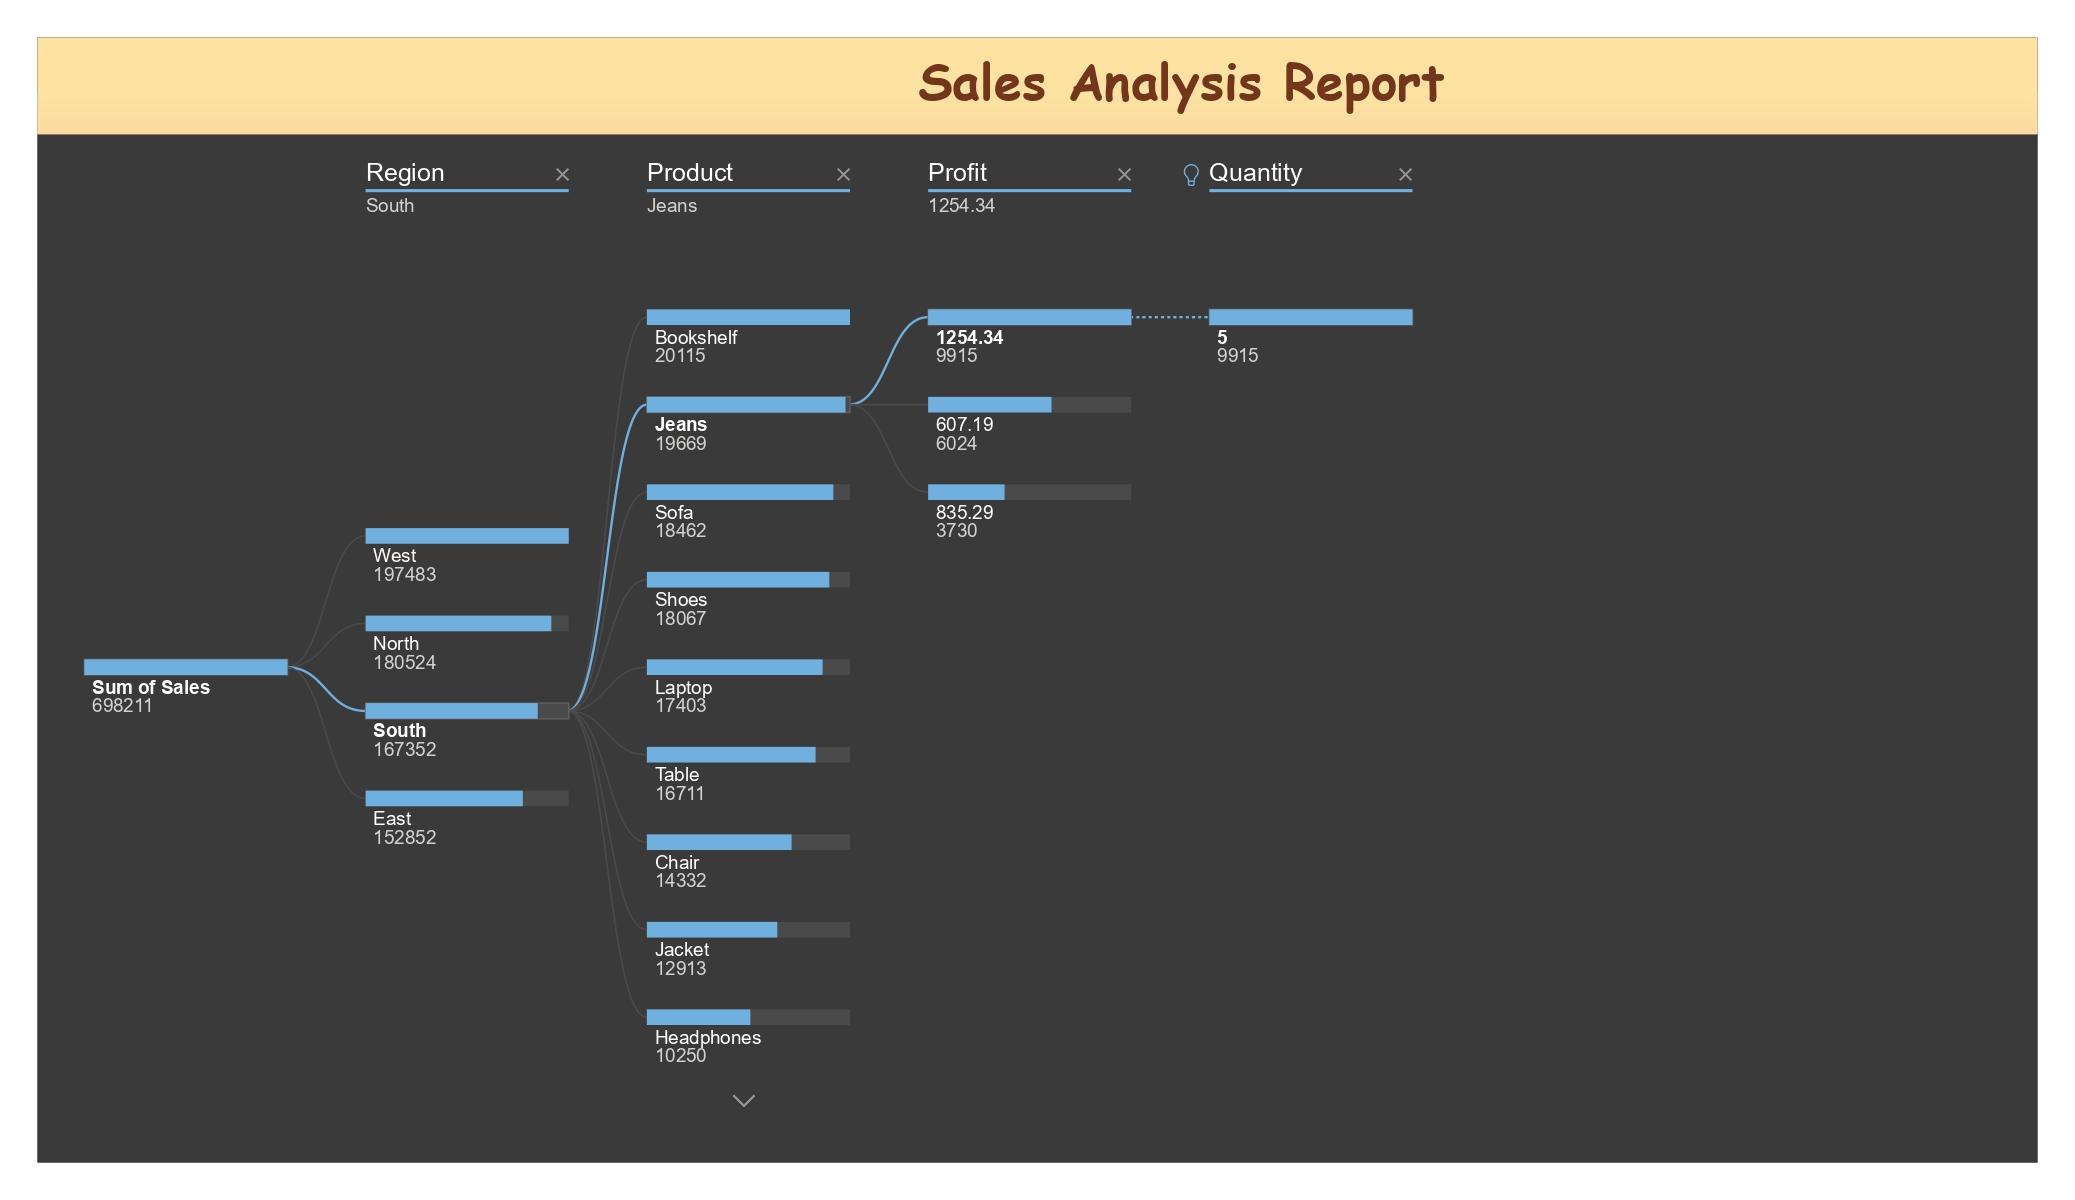 Sales Analysis Report
Region
South
Product
Jeans
Profit
1254.34
Quantity
Sum of Sales
698211
West
197483
North
180524
South
167352
East
152852
Bookshelf
20115
Jeans
19669
Sofa
18462
Shoes
18067
Laptop
17403
Table
16711
Chair
14332
Jacket
12913
Headphones
10250
1254.34
9915
607.19
6024
835.29
3730
5
9915